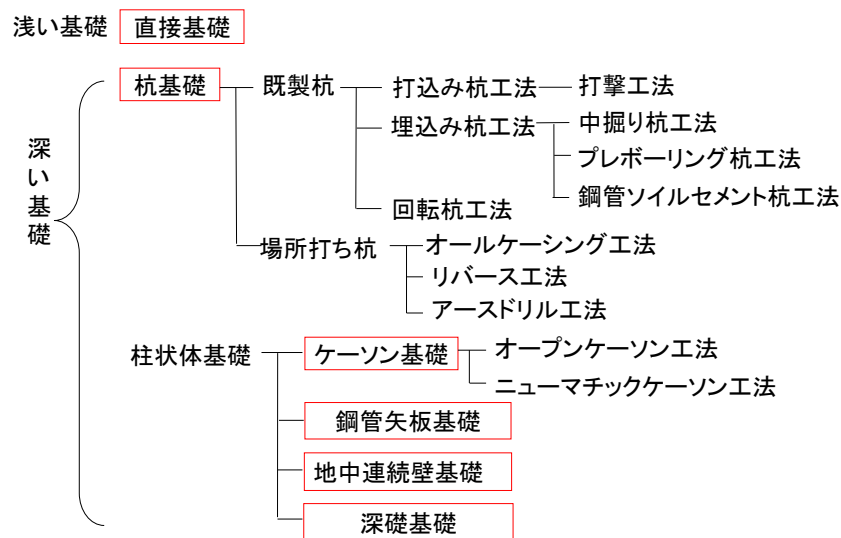 浅い基礎 直接基礎
杭基礎 既製杭 打込み杭工法 打撃工法
埋込み杭工法 中掘り杭工法
プレボーリング杭工法
鋼管ソイルセメント杭工法
回転杭工法
深い基礎
場所打ち杭 オールケーシング工法
リバース工法
アースドリル工法
柱状体基礎 ケーソン基礎 オープンケーソン工法
ニューマチックケーソン工法
鋼管矢板基礎
地中連続壁基礎
深礎基礎